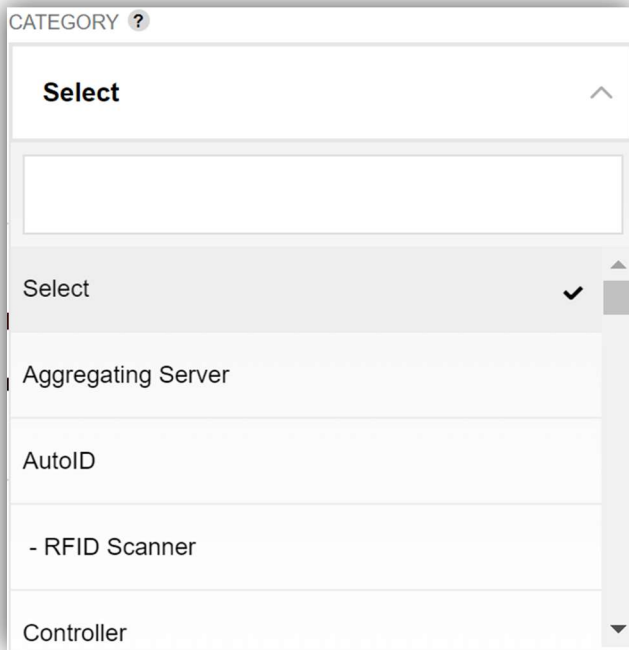 CATEGORY ?
Select
Select
Aggregating Server
AutoID
- RFID Scanner
Controller